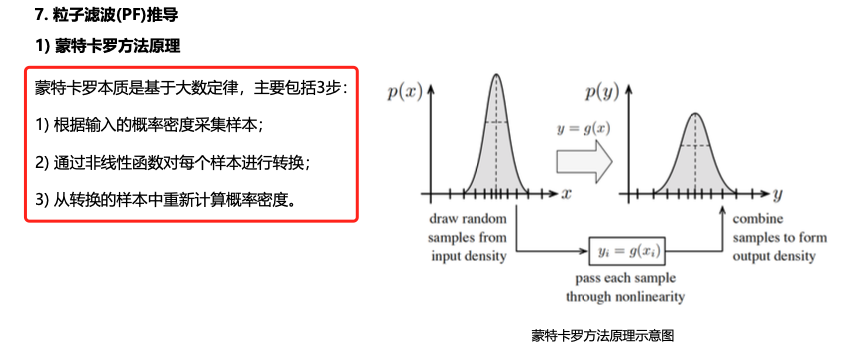 7. 粒子滤波(PF)推导
1) 蒙特卡罗方法原理
蒙特卡罗本质是基于大数定律，主要包括3步：
1) 根据输入的概率密度采集样本；
2) 通过非线性函数对每个样本进行转换；
3) 从转换的样本中重新计算概率密度。
p(x)
x
y = g(x)
p(y)
y
draw random
samples from
input density
y_i = g(x_i)
pass each sample
through nonlinearity
combine
samples to form
output density
蒙特卡罗方法原理示意图